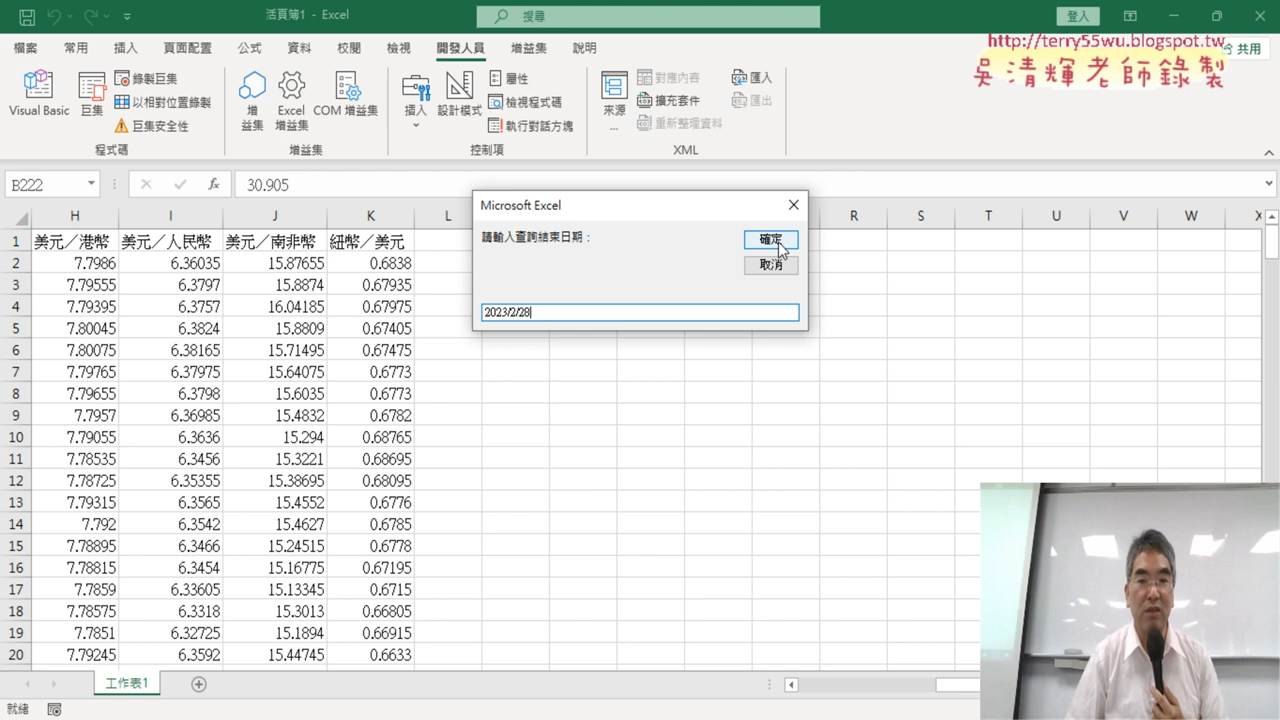 活頁簿1 - Excel
搜尋
登入
http://terry55wu.blogspot.tw
吳清輝老師錄製
檔案 常用 插入 頁面配置 公式 資料 校閱 檢視 開發人員 增益集 說明
共用
Visual Basic 巨集 錄製巨集 以相對位置錄製 巨集安全性
程式碼
增益集 Excel 增益集 COM 增益集
增益集
插入 設計模式 屬性 檢視程式碼 執行對話方塊
控制項
來源... 對應內容 擴充套件 重新整理資料 匯入 匯出
XML
B222 fx 30.905
H I J K L R S T U V W X
1 美元／港幣 美元／人民幣 美元／南非幣 紐幣／美元
2 7.7986 6.36035 15.87655 0.6838
3 7.79555 6.3797 15.8874 0.67935
4 7.79395 6.3757 16.04185 0.67975
5 7.80045 6.3824 15.8809 0.67405
6 7.80075 6.38165 15.71495 0.67475
7 7.79765 6.37975 15.64075 0.6773
8 7.79655 6.3798 15.6035 0.6773
9 7.7957 6.36985 15.4832 0.6782
10 7.79055 6.3636 15.294 0.68765
11 7.78535 6.3456 15.3221 0.68695
12 7.78725 6.35355 15.38695 0.68095
13 7.79315 6.3565 15.4552 0.6776
14 7.792 6.3542 15.4627 0.6785
15 7.78895 6.3466 15.24515 0.6778
16 7.78815 6.3454 15.16775 0.67195
17 7.7859 6.33605 15.13345 0.6715
18 7.78575 6.3318 15.3013 0.66805
19 7.7851 6.32725 15.1894 0.66915
20 7.79245 6.3592 15.44745 0.6633
Microsoft Excel
請輸入查詢結束日期：
確定
取消
2023/2/28
工作表1
就緒